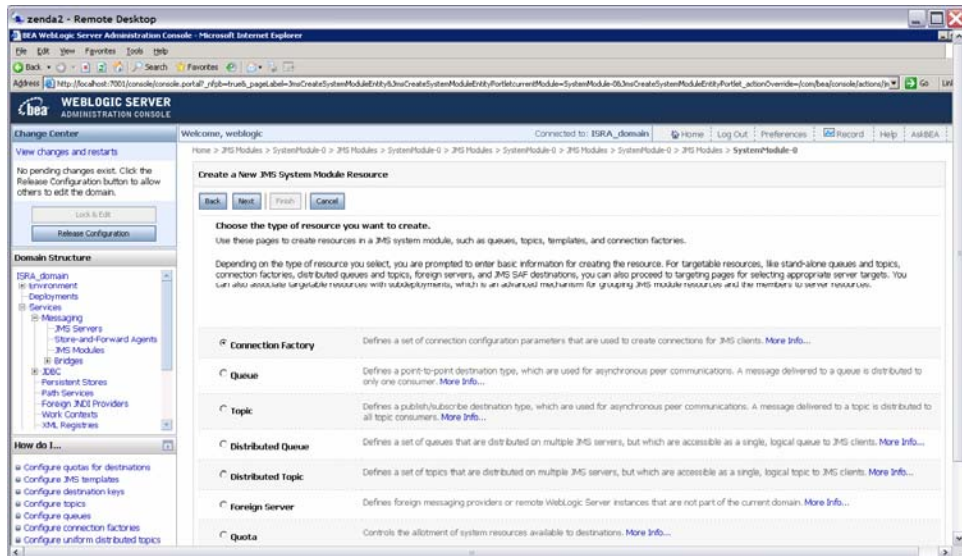 zenda2 - Remote Desktop
BEA WebLogic Server Administration Console - Microsoft Internet Explorer
File Edit View Favorites Tools Help
Back Search Favorites
Address http://localhost:7001/console/console.portal?_nfpb=true&_pageLabel=JmsCreateSystemModuleEntity&JmsCreateSystemModuleEntityPortletcurrentModule=SystemModule-0&JmsCreateSystemModuleEntityPortlet_actionOverride=/com/bea/console/actions/ Go
bea WEBLOGIC SERVER
ADMINISTRATION CONSOLE
Change Center
View changes and restarts
No pending changes exist. Click the
Release Configuration button to allow
others to edit the domain.
Lock & Edit
Release Configuration
Domain Structure
ISRA_domain
Environment
Deployments
Services
Messaging
JMS Servers
Store-and-Forward Agents
JMS Modules
Bridges
JDBC
Persistent Stores
Path Services
Foreign JNDI Providers
Work Contexts
XML Registries
How do I...
Configure quotas for destinations
Configure JMS templates
Configure destination keys
Configure topics
Configure queues
Configure connection factories
Configure uniform distributed topics
Welcome, weblogic Connected to: ISRA_domain Home Log Out Preferences Record Help AskBEA
Home > JMS Modules > SystemModule-0 > JMS Modules > SystemModule-0 > JMS Modules > SystemModule-0 > JMS Modules > SystemModule-0 > JMS Modules > SystemModule-0
Create a New JMS System Module Resource
Back Next Finish Cancel
Choose the type of resource you want to create.
Use these pages to create resources in a JMS system module, such as queues, topics, templates, and connection factories.
Depending on the type of resource you select, you are prompted to enter basic information for creating the resource. For targetable resources, like stand-alone queues and topics,
connection factories, distributed queues and topics, foreign servers, and JMS SAF destinations, you can also proceed to targeting pages for selecting appropriate server targets. You
can also associate targetable resources with subdeployments, which is an advanced mechanism for grouping JMS module resources and the members to server resources.
Connection Factory Defines a set of connection configuration parameters that are used to create connections for JMS clients. More Info...
Queue Defines a point-to-point destination type, which are used for asynchronous peer communications. A message delivered to a queue is distributed to
only one consumer. More Info...
Topic Defines a publish/subscribe destination type, which are used for asynchronous peer communications. A message delivered to a topic is distributed to
all topic consumers. More Info...
Distributed Queue Defines a set of queues that are distributed on multiple JMS servers, but which are accessible as a single, logical queue to JMS clients. More Info...
Distributed Topic Defines a set of topics that are distributed on multiple JMS servers, but which are accessible as a single, logical topic to JMS clients. More Info...
Foreign Server Defines foreign messaging providers or remote WebLogic Server instances that are not part of the current domain. More Info...
Quota Controls the allotment of system resources available to destinations. More Info...